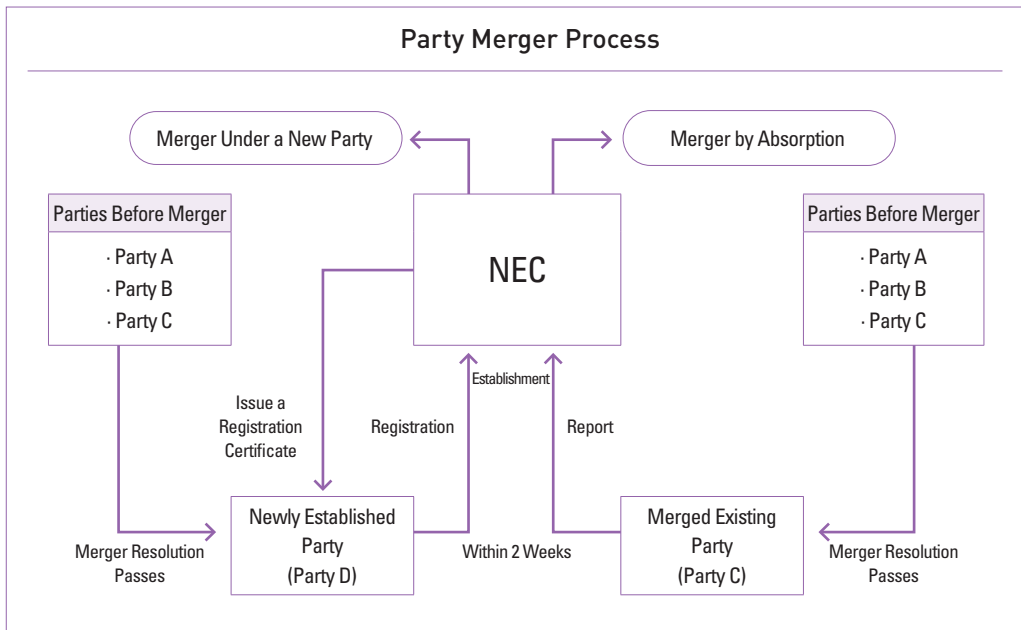 Party Merger Process
Merger Under a New Party
Merger by Absorption
Parties Before Merger
· Party A
· Party B
· Party C
NEC
Parties Before Merger
· Party A
· Party B
· Party C
Establishment
Issue a
Registration
Certificate
Registration
Report
Newly Established
Party
(Party D)
Merged Existing
Party
(Party C)
Merger Resolution
Passes
Within 2 Weeks
Merger Resolution
Passes